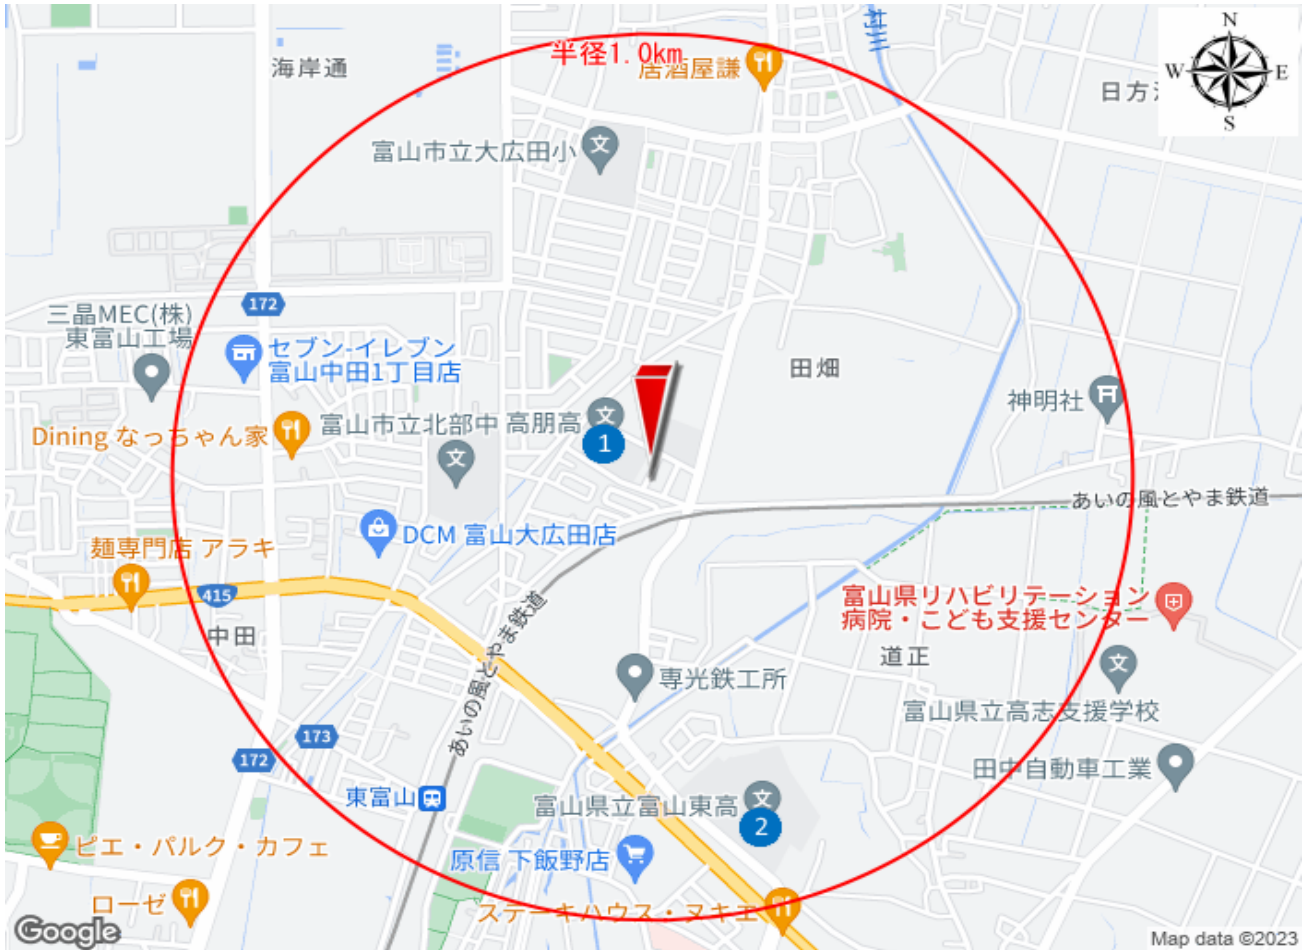 半径1.0km
居酒屋謙
海岸通
N
W
E
S
富山市立大広田小
172
三晶MEC(株)
東富山工場
セブン-イレブン
富山中田1丁目店
田畑
神明社
Dining なっちゃん家
富山市立北部中
高朋高
1
あいの風とやま鉄道
DCM 富山大広田店
麺専門店 アラキ
415
中田
富山県リハビリテーション
病院・こども支援センター
道正
あいの風とやま鉄道
専光鉄工所
富山県立高志支援学校
173
172
田中自動車工業
東富山
富山県立富山東高
2
ピエ・パルク・カフェ
原信 下飯野店
ローゼ
ステーキハウス・ヌキエ
Google
Map data ©2023